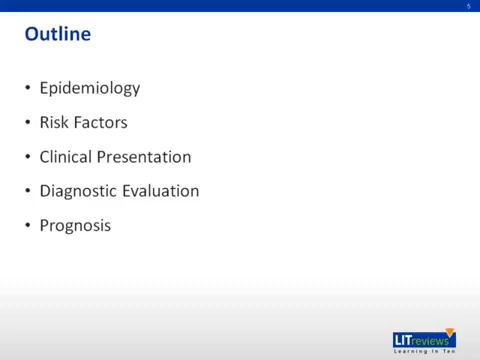 5
Outline
• Epidemiology
• Risk Factors
• Clinical Presentation
• Diagnostic Evaluation
• Prognosis
LITreviews
Learning In Ten